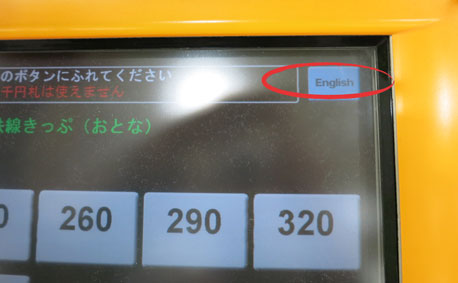 のボタンにふれてください
English
千円札は使えません
線きっぷ（おとな）
0 260 290 320